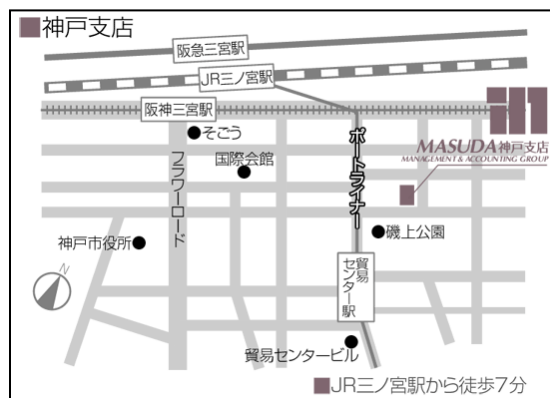 ■神戸支店
阪急三宮駅
JR三ノ宮駅
阪神三宮駅
そごう
国際会館
フラワーロード
ポートライナー
MASUDA神戸支店
MANAGEMENT & ACCOUNTING GROUP
神戸市役所
磯上公園
貿易
センター駅
N
貿易センタービル
■JR三ノ宮駅から徒歩7分